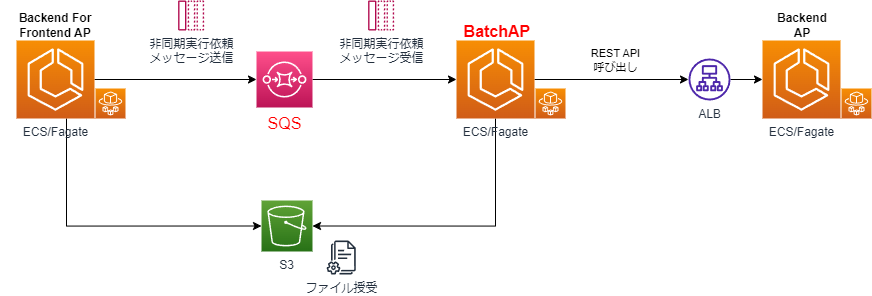 Backend For
Frontend AP
非同期実行依頼
メッセージ送信
非同期実行依頼
メッセージ受信
BatchAP
REST API
呼び出し
Backend
AP
ECS/Fagate
SQS
ECS/Fagate
ALB
ECS/Fagate
S3
ファイル授受